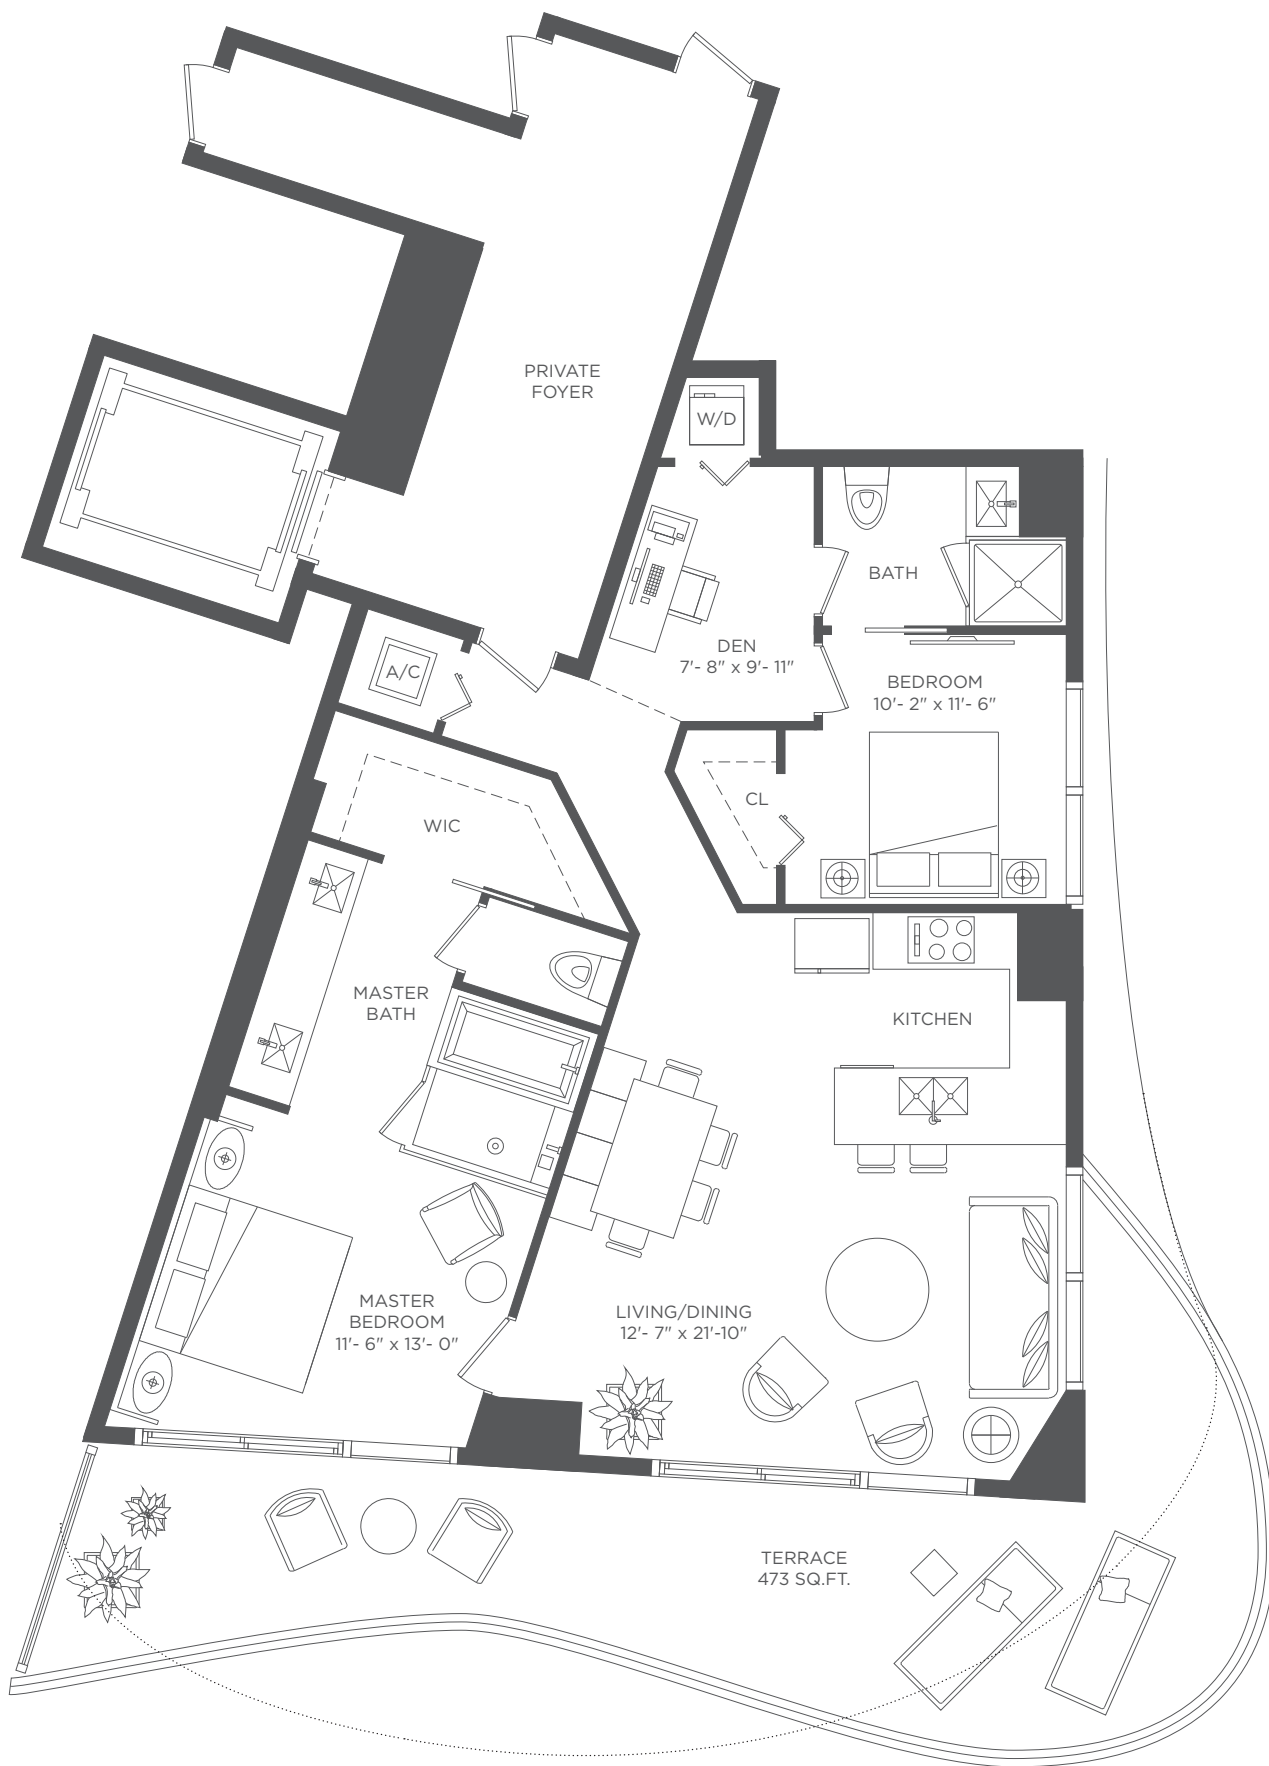 PRIVATE
FOYER
W/D
BATH
DEN
7'- 8" x 9'- 11"
A/C
BEDROOM
10'- 2" x 11'- 6"
CL
WIC
MASTER
BATH
KITCHEN
MASTER
BEDROOM
11'- 6" x 13'- 0"
LIVING/DINING
12'- 7" x 21'-10"
TERRACE
473 SQ.FT.